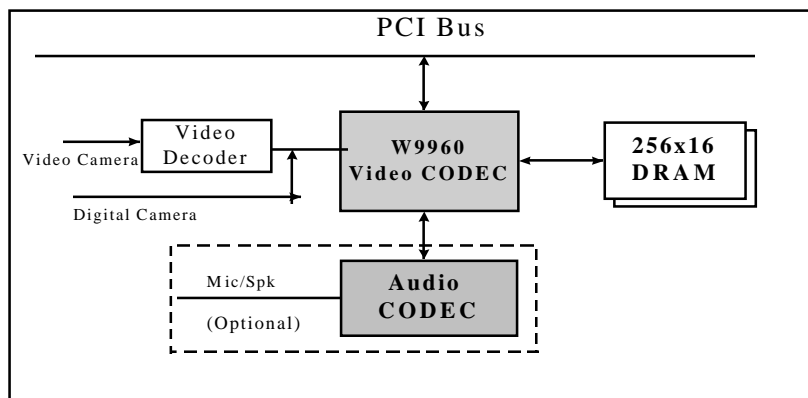 PCI Bus
Video
Decoder
Video Camera
Digital Camera
W9960
Video CODEC
256x16
DRAM
Mic/Spk
(Optional)
Audio
CODEC